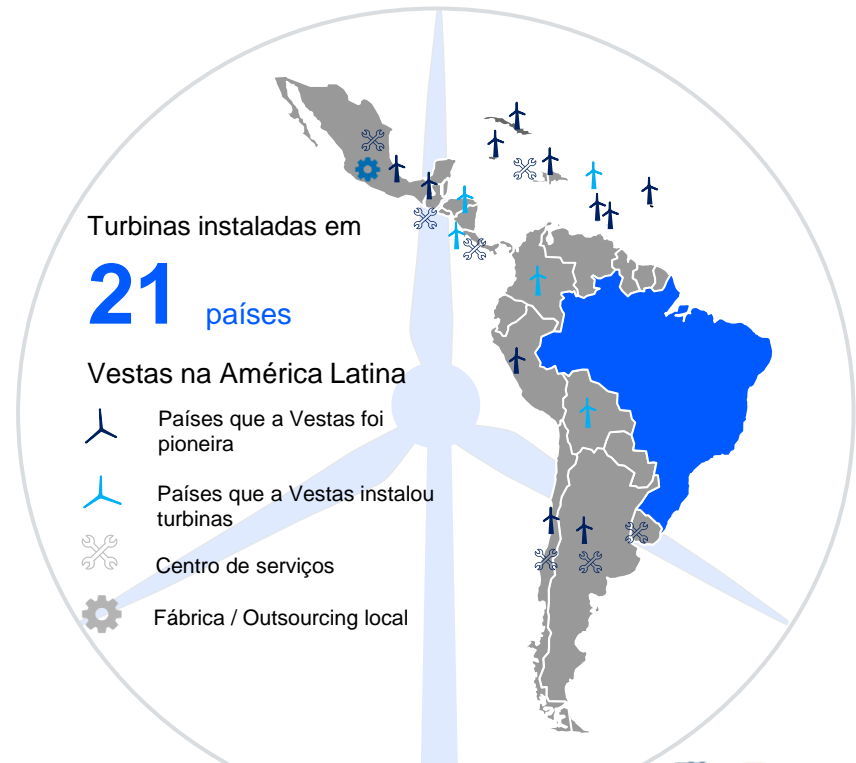 Turbinas instaladas em
21 países
Vestas na América Latina
Países que a Vestas foi
pioneira
Países que a Vestas instalou
turbinas
Centro de serviços
Fábrica / Outsourcing local